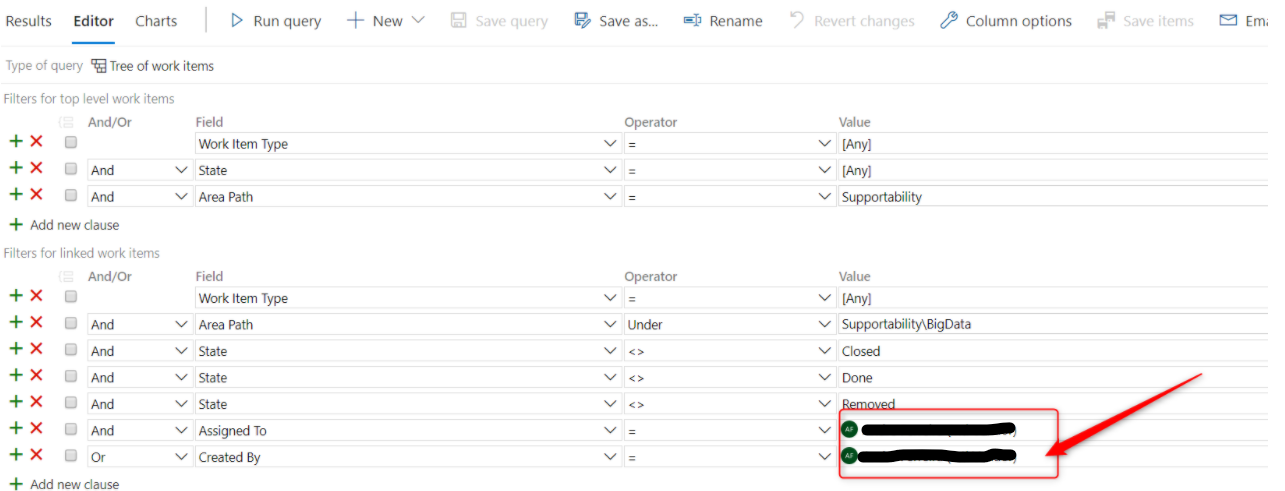 Results Editor Charts Run query New Save query Save as... Rename Revert changes Column options Save items Ema
Type of query Tree of work items
Filters for top level work items
And/Or Field Operator Value
Work Item Type = [Any]
And State = [Any]
And Area Path = Supportability
Add new clause
Filters for linked work items
And/Or Field Operator Value
Work Item Type = [Any]
And Area Path Under Supportability\BigData
And State <> Closed
And State <> Done
And State <> Removed
And Assigned To = AF
Or Created By = AF
Add new clause